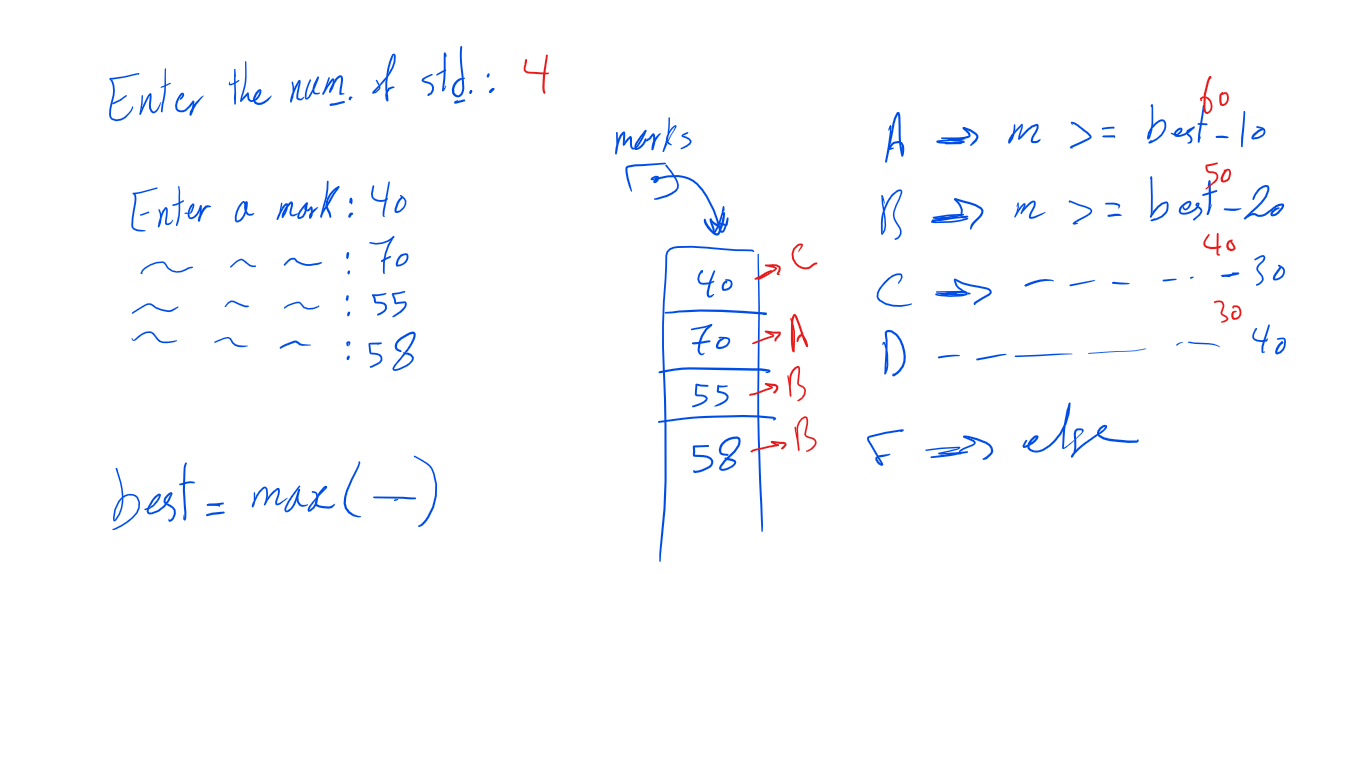 Enter the num. of std. : 4
Enter a mark : 40
~ ~ ~ : 70
~ ~ ~ : 55
~ ~ ~ : 58
best = max( — )
marks
40 → C
70 → A
55 → B
58 → B
60
A ⇒ m >= best - 10
50
B ⇒ m >= best - 20
40
C ⇒ - - - - - - 30
30
D - - — — — 40
F ⇒ else